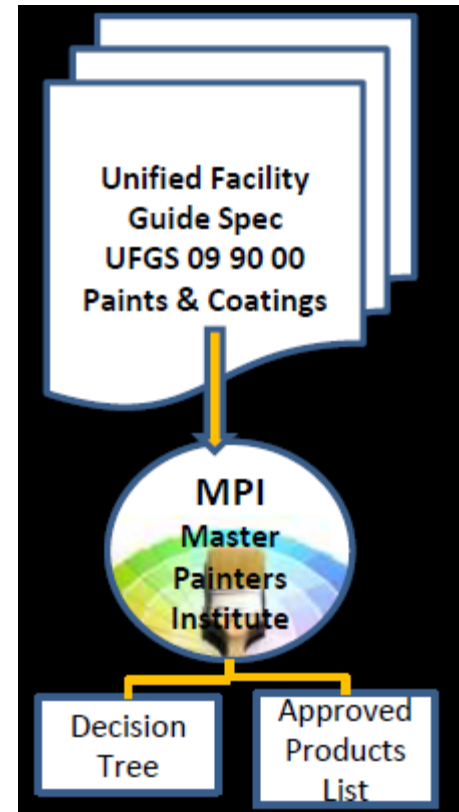 Unified Facility
Guide Spec
UFGS 09 90 00
Paints & Coatings
MPI
Master
Painters
Institute
Decision
Tree
Approved
Products
List